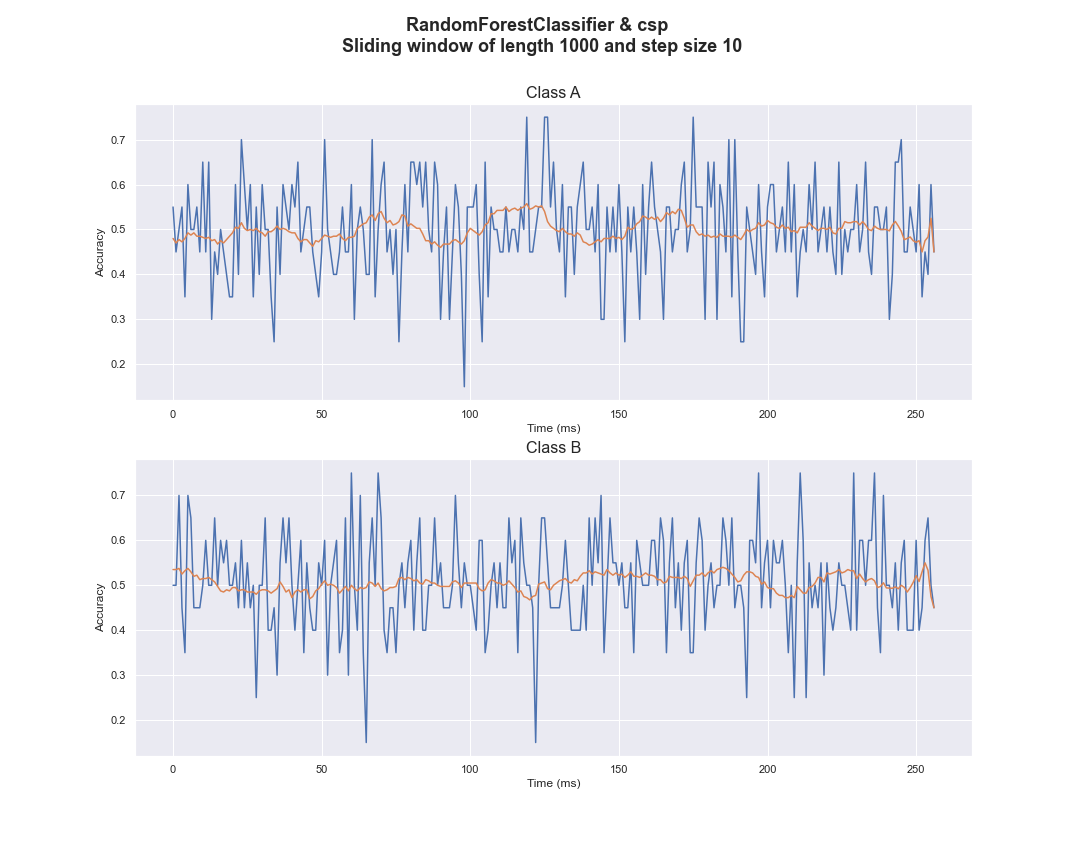 RandomForestClassifier & csp
Sliding window of length 1000 and step size 10
Class A
0.7
0.6
0.5
0.4
0.3
0.2
Accuracy
0 50 100 150 200 250
Time (ms)
Class B
0.7
0.6
0.5
0.4
0.3
0.2
Accuracy
0 50 100 150 200 250
Time (ms)